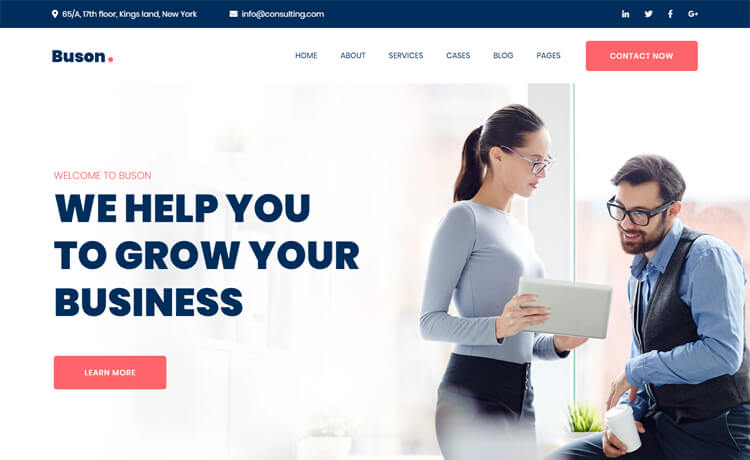 65/A, 17th floor, Kings land, New York
info@consulting.com
Buson.
HOME
ABOUT
SERVICES
CASES
BLOG
PAGES
CONTACT NOW
WELCOME TO BUSON
WE HELP YOU
TO GROW YOUR
BUSINESS
LEARN MORE